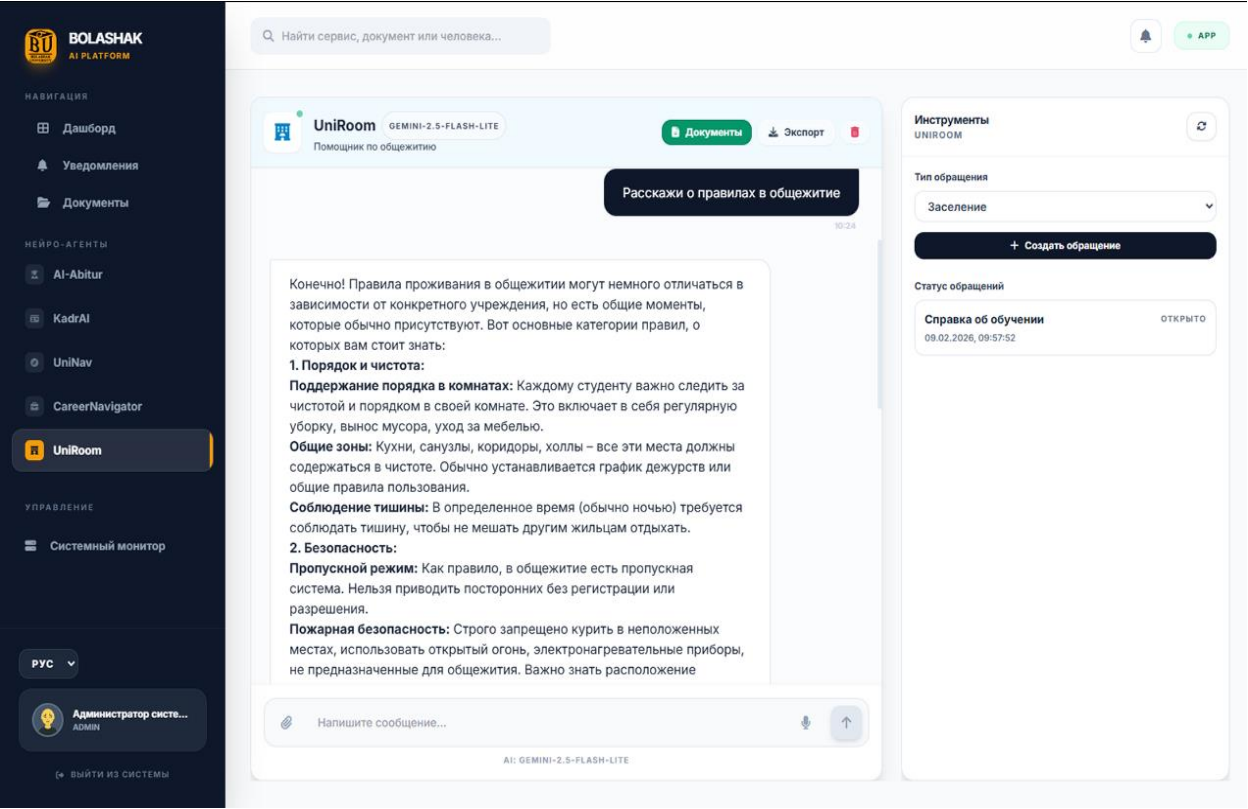 BOLASHAK
AI PLATFORM
НАВИГАЦИЯ
Дашборд
Уведомления
Документы
НЕЙРО-АГЕНТЫ
AI-Abitur
KadrAI
UniNav
CareerNavigator
UniRoom
УПРАВЛЕНИЕ
Системный монитор
РУС
Администратор систе...
ADMIN
ВЫЙТИ ИЗ СИСТЕМЫ
Найти сервис, документ или человека...
APP
UniRoom GEMINI-2.5-FLASH-LITE
Помощник по общежитию
Документы
Экспорт
Расскажи о правилах в общежитие
10:24
Конечно! Правила проживания в общежитии могут немного отличаться в
зависимости от конкретного учреждения, но есть общие моменты,
которые обычно присутствуют. Вот основные категории правил, о
которых вам стоит знать:
1. Порядок и чистота:
Поддержание порядка в комнатах: Каждому студенту важно следить за
чистотой и порядком в своей комнате. Это включает в себя регулярную
уборку, вынос мусора, уход за мебелью.
Общие зоны: Кухни, санузлы, коридоры, холлы – все эти места должны
содержаться в чистоте. Обычно устанавливается график дежурств или
общие правила пользования.
Соблюдение тишины: В определенное время (обычно ночью) требуется
соблюдать тишину, чтобы не мешать другим жильцам отдыхать.
2. Безопасность:
Пропускной режим: Как правило, в общежитие есть пропускная
система. Нельзя приводить посторонних без регистрации или
разрешения.
Пожарная безопасность: Строго запрещено курить в неположенных
местах, использовать открытый огонь, электронагревательные приборы,
не предназначенные для общежития. Важно знать расположение
Напишите сообщение...
AI: GEMINI-2.5-FLASH-LITE
Инструменты
UNIROOM
Тип обращения
Заселение
+ Создать обращение
Статус обращений
Справка об обучении ОТКРЫТО
09.02.2026, 09:57:52